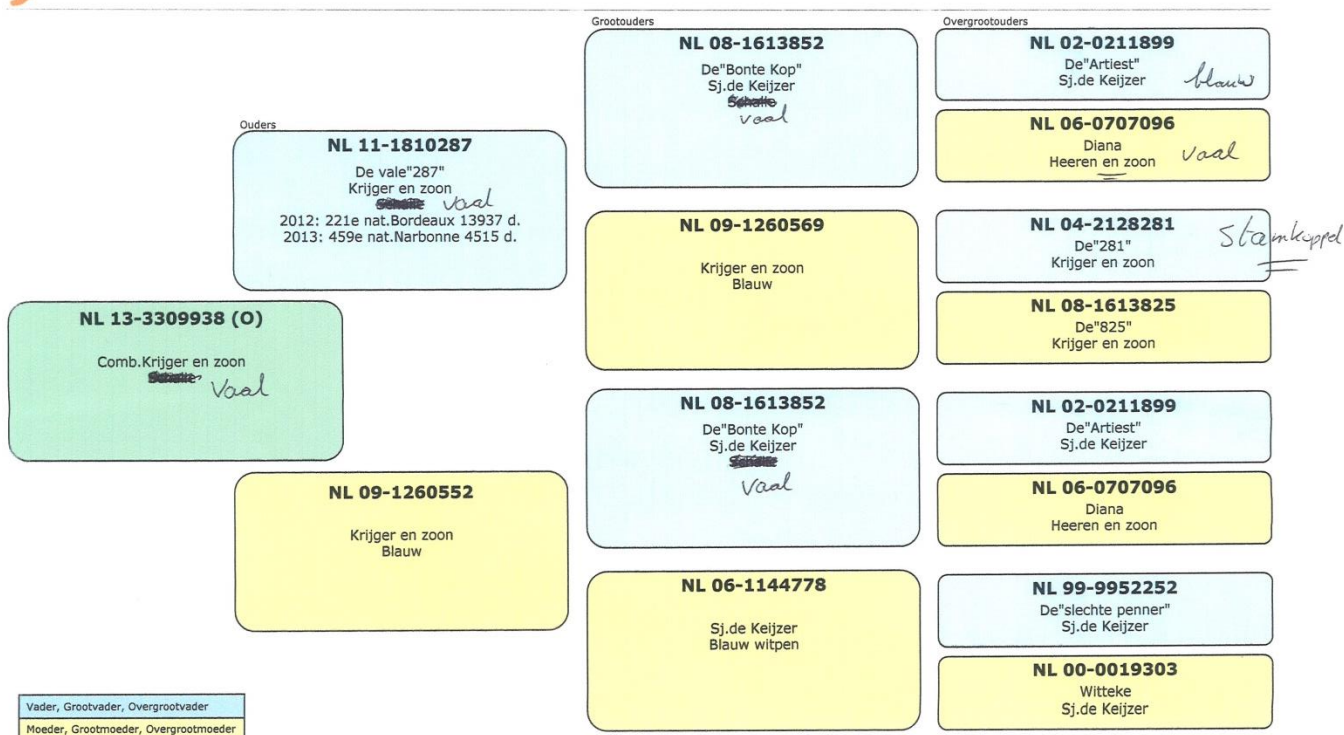 Ouders
Grootouders
Overgrootouders
NL 13-3309938 (O)
Comb.Krijger en zoon
Vaal
NL 11-1810287
De vale"287"
Krijger en zoon
Vaal
2012: 221e nat.Bordeaux 13937 d.
2013: 459e nat.Narbonne 4515 d.
NL 09-1260552
Krijger en zoon
Blauw
NL 08-1613852
De"Bonte Kop"
Sj.de Keijzer
Vaal
NL 09-1260569
Krijger en zoon
Blauw
NL 08-1613852
De"Bonte Kop"
Sj.de Keijzer
Vaal
NL 06-1144778
Sj.de Keijzer
Blauw witpen
NL 02-0211899
De"Artiest"
Sj.de Keijzer blauw
NL 06-0707096
Diana Vaal
Heeren en zoon
NL 04-2128281
De"281" Stamkoppel
Krijger en zoon
NL 08-1613825
De"825"
Krijger en zoon
NL 02-0211899
De"Artiest"
Sj.de Keijzer
NL 06-0707096
Diana
Heeren en zoon
NL 99-9952252
De"slechte penner"
Sj.de Keijzer
NL 00-0019303
Witteke
Sj.de Keijzer
Vader, Grootvader, Overgrootvader
Moeder, Grootmoeder, Overgrootmoeder